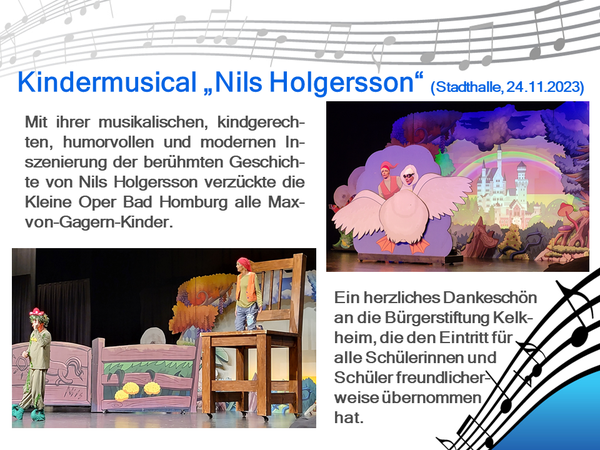 Kindermusical „Nils Holgersson“ (Stadthalle, 24.11.2023)
Mit ihrer musikalischen, kindgerech-
ten, humorvollen und modernen In-
szenierung der berühmten Geschich-
te von Nils Holgersson verzückte die
Kleine Oper Bad Homburg alle Max-
von-Gagern-Kinder.
Ein herzliches Dankeschön
an die Bürgerstiftung Kelk-
heim, die den Eintritt für
alle Schülerinnen und
Schüler freundlicher-
weise übernommen
hat.